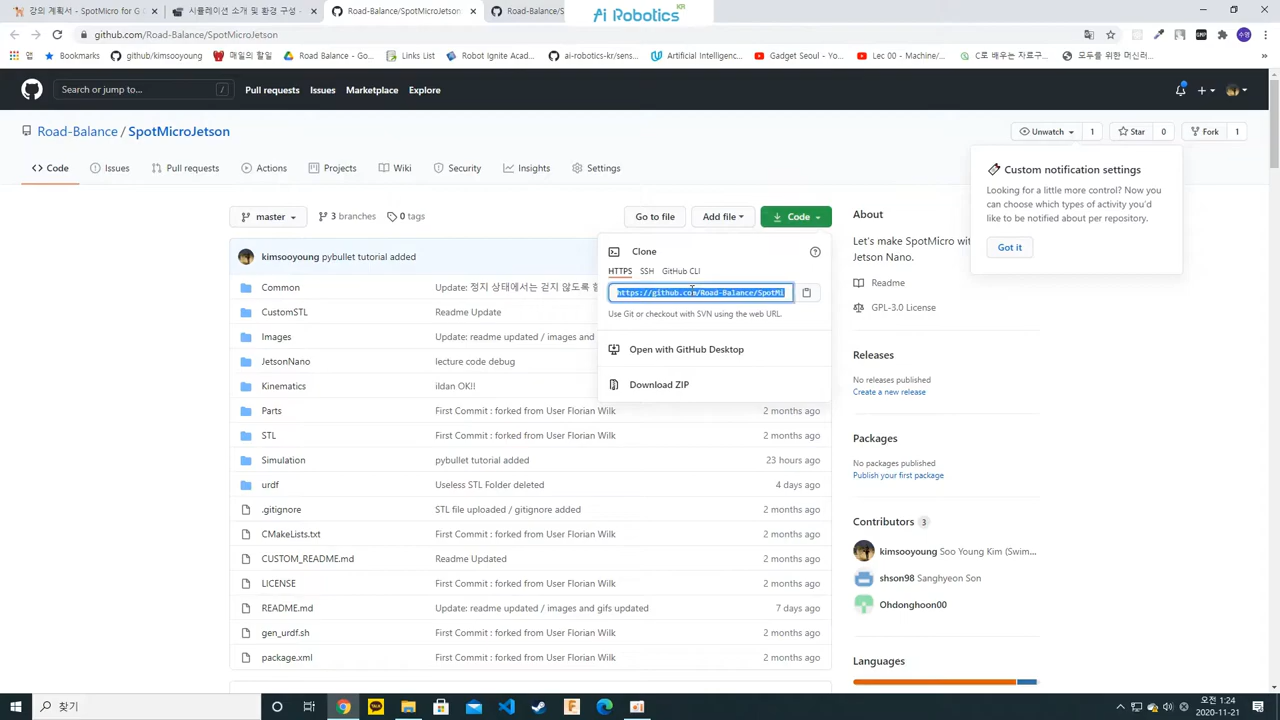 강의 계획서 - SpotMicro for G
시뮬레이션 소개 및 환경 구성 -
Road-Balance/SpotMicroJetson
Road-Balance/S
Ai Robotics KR
github.com/Road-Balance/SpotMicroJetson
앱
Bookmarks
github/kimsooyoung
매일의 할일
Road Balance - Go...
Links List
Robot Ignite Acad...
ai-robotics-kr/sens...
Artificial Intelligenc...
Gadget Seoul - Yo...
Lec 00 - Machine/...
C로 배우는 자료구...
모두를 위한 머신러...
»
Search or jump to...
/
Pull requests
Issues
Marketplace
Explore
Road-Balance / SpotMicroJetson
Unwatch 1
Star 0
Fork 1
Code
Issues
Pull requests
Actions
Projects
Wiki
Security
Insights
Settings
Custom notification settings
Looking for a little more control? Now you
can choose which types of activity you'd
like to be notified about per repository.
Got it
master
3 branches
0 tags
Go to file
Add file
Code
Clone
HTTPS SSH GitHub CLI
https://github.com/Road-Balance/SpotMi
Use Git or checkout with SVN using the web URL.
Open with GitHub Desktop
Download ZIP
kimsooyoung pybullet tutorial added
Common Update: 정지 상태에서는 걷지 않도록
CustomSTL Readme Update
Images Update: readme updated / images and
JetsonNano lecture code debug
Kinematics ildan OK!!
Parts First Commit : forked from User Florian Wilk 2 months ago
STL First Commit : forked from User Florian Wilk 2 months ago
Simulation pybullet tutorial added 23 hours ago
urdf Useless STL Folder deleted 4 days ago
.gitignore STL file uploaded / gitignore added 2 months ago
CMakeLists.txt First Commit : forked from User Florian Wilk 2 months ago
CUSTOM_README.md Readme Updated 2 months ago
LICENSE First Commit : forked from User Florian Wilk 2 months ago
README.md Update: readme updated / images and gifs updated 7 days ago
gen_urdf.sh First Commit : forked from User Florian Wilk 2 months ago
package.xml First Commit : forked from User Florian Wilk 2 months ago
About
Let's make SpotMicro wit
Jetson Nano.
Readme
GPL-3.0 License
Releases
No releases published
Create a new release
Packages
No packages published
Publish your first package
Contributors 3
kimsooyoung Soo Young Kim (Swim...
shson98 Sanghyeon Son
Ohdonghoon00
Languages
찾기
오전 1:24
2020-11-21